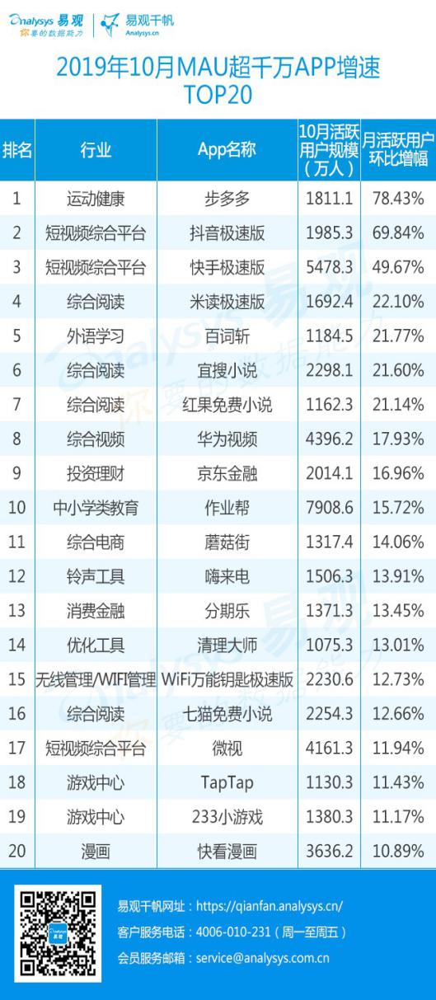 analysys 易观
你要的数据能力
易观千帆
Analysys.cn
2019年10月MAU超千万APP增速
TOP20
排名 行业 App名称 10月活跃用户规模（万人） 月活跃用户环比增幅
1 运动健康 步多多 1811.1 78.43%
2 短视频综合平台 抖音极速版 1985.3 69.84%
3 短视频综合平台 快手极速版 5478.3 49.67%
4 综合阅读 米读极速版 1692.4 22.10%
5 外语学习 百词斩 1184.5 21.77%
6 综合阅读 宜搜小说 2298.1 21.60%
7 综合阅读 红果免费小说 1162.3 21.14%
8 综合视频 华为视频 4396.2 17.93%
9 投资理财 京东金融 2014.1 16.96%
10 中小学类教育 作业帮 7908.6 15.72%
11 综合电商 蘑菇街 1317.4 14.06%
12 铃声工具 嗨来电 1506.3 13.91%
13 消费金融 分期乐 1371.3 13.45%
14 优化工具 清理大师 1075.3 13.01%
15 无线管理/WIFI管理 WiFi万能钥匙极速版 2230.6 12.73%
16 综合阅读 七猫免费小说 2254.3 12.66%
17 短视频综合平台 微视 4161.3 11.94%
18 游戏中心 TapTap 1130.3 11.43%
19 游戏中心 233小游戏 1380.3 11.17%
20 漫画 快看漫画 3636.2 10.89%
易观千帆网址：https://qianfan.analysys.cn/
客户服务电话：4006-010-231（周一至周五）
会员服务邮箱：service@analysys.com.cn